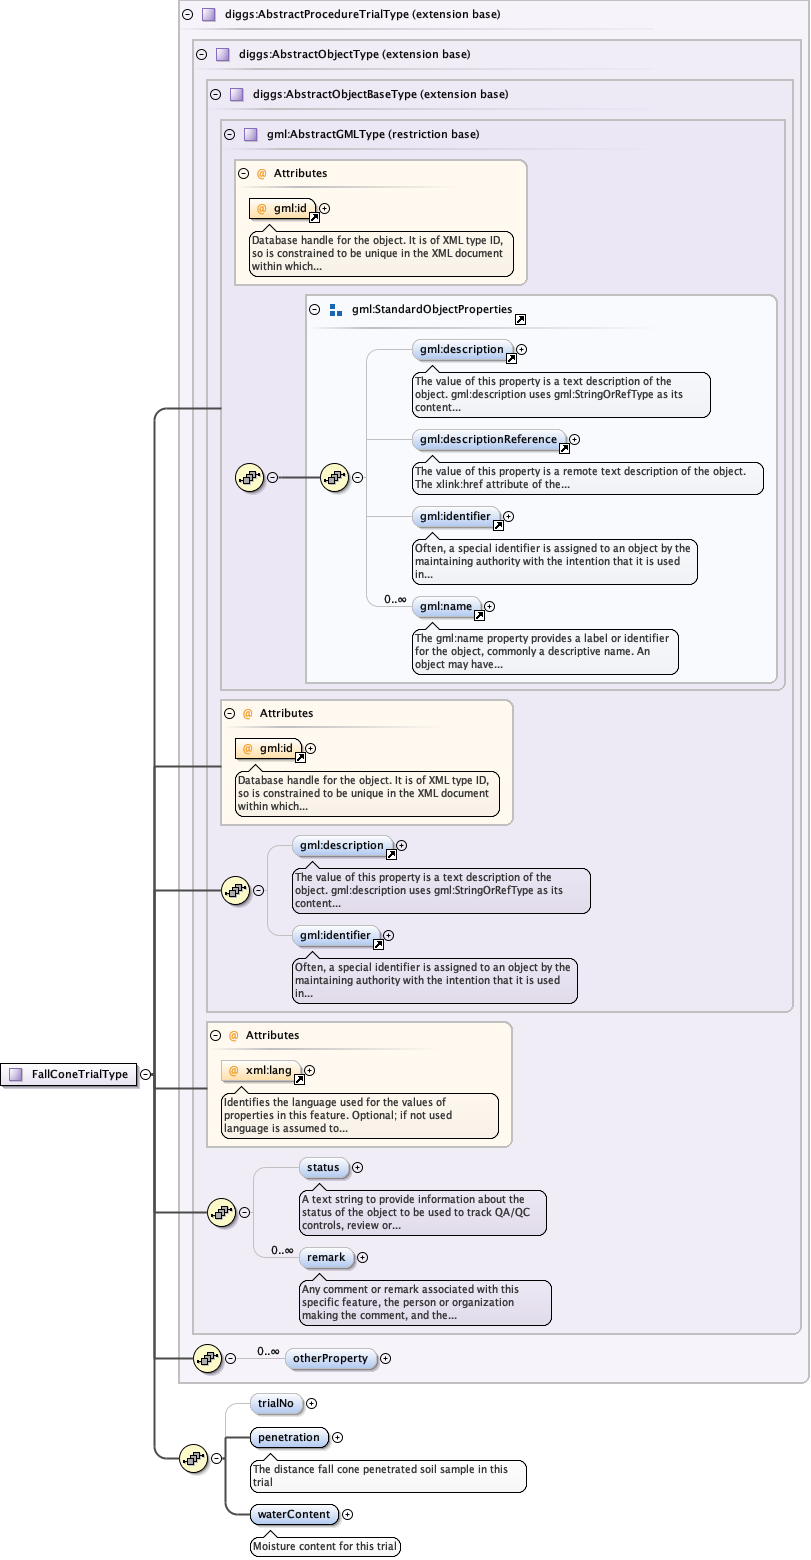 diggs:AbstractProcedureTrialType (extension base)
diggs:AbstractObjectType (extension base)
diggs:AbstractObjectBaseType (extension base)
gml:AbstractGMLType (restriction base)
@ Attributes
@ gml:id
Database handle for the object. It is of XML type ID,
so is constrained to be unique in the XML document
within which...
gml:StandardObjectProperties
gml:description
The value of this property is a text description of the
object. gml:description uses gml:StringOrRefType as its
content...
gml:descriptionReference
The value of this property is a remote text description of the object.
The xlink:href attribute of the...
gml:identifier
Often, a special identifier is assigned to an object by the
maintaining authority with the intention that it is used
in...
0..∞
gml:name
The gml:name property provides a label or identifier
for the object, commonly a descriptive name. An
object may have...
@ Attributes
@ gml:id
Database handle for the object. It is of XML type ID,
so is constrained to be unique in the XML document
within which...
gml:description
The value of this property is a text description of the
object. gml:description uses gml:StringOrRefType as its
content...
gml:identifier
Often, a special identifier is assigned to an object by the
maintaining authority with the intention that it is used
in...
@ Attributes
FallConeTrialType
@ xml:lang
Identifies the language used for the values of
properties in this feature. Optional; if not used
language is assumed to...
status
A text string to provide information about the
status of the object to be used to track QA/QC
controls, review or...
0..∞
remark
Any comment or remark associated with this
specific feature, the person or organization
making the comment, and the...
0..∞
otherProperty
trialNo
penetration
The distance fall cone penetrated soil sample in this
trial
waterContent
Moisture content for this trial